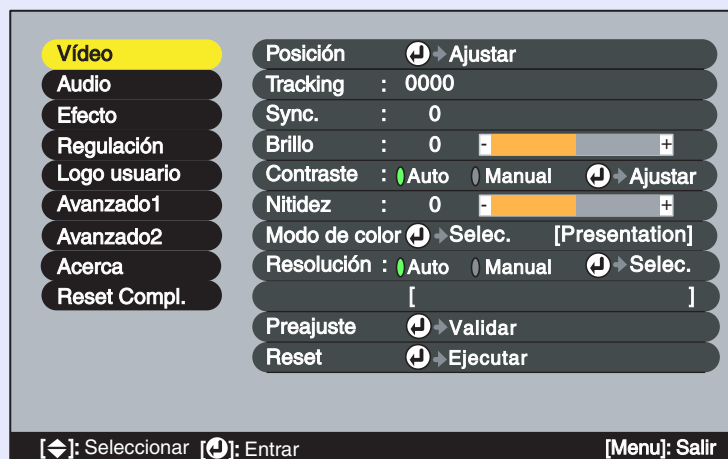 Vídeo
Audio
Efecto
Regulación
Logo usuario
Avanzado1
Avanzado2
Acerca
Reset Compl.
Posición Ajustar
Tracking : 0000
Sync. : 0
Brillo : 0 - +
Contraste : Auto Manual Ajustar
Nitidez : 0 - +
Modo de color Selec. [Presentation]
Resolución : Auto Manual Selec.
[ ]
Preajuste Validar
Reset Ejecutar
[ ]: Seleccionar [ ]: Entrar [Menu]: Salir